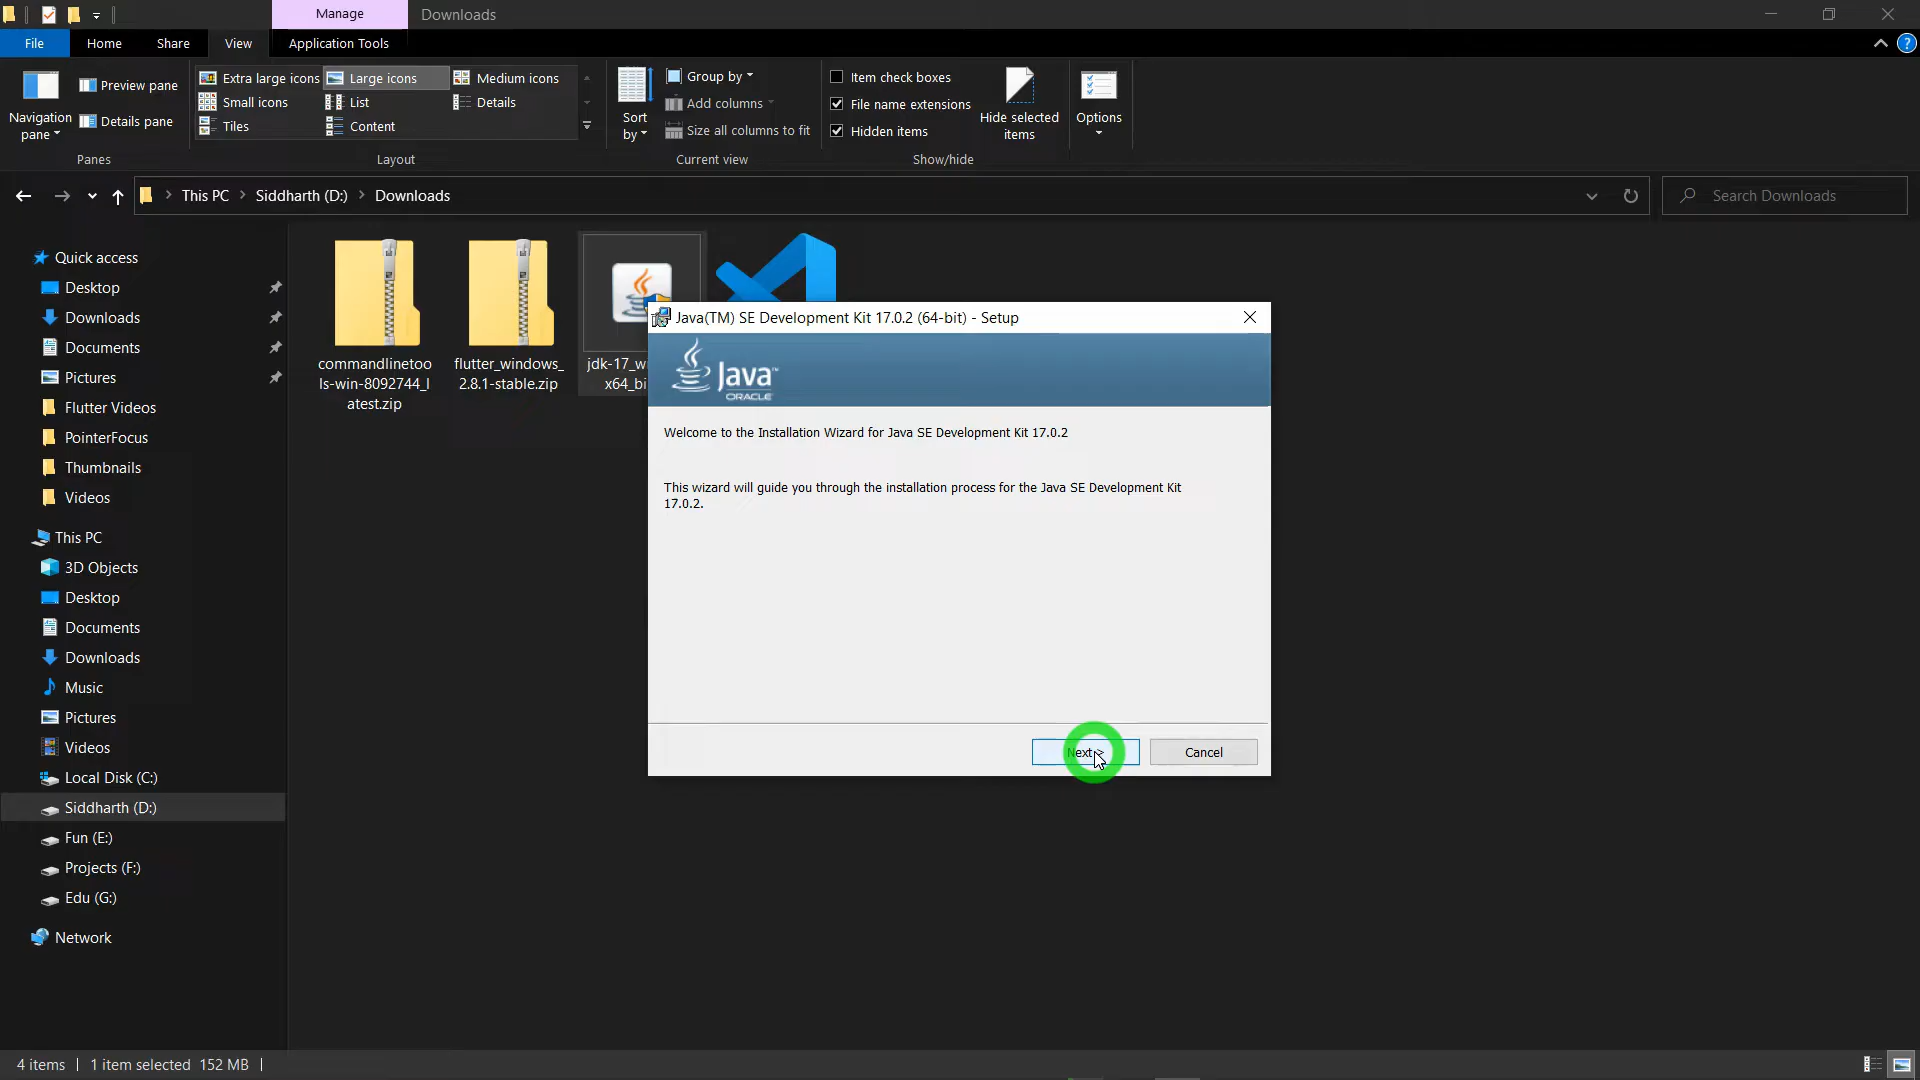 Manage
Downloads
File
Home
Share
View
Application Tools
Navigation
pane
Preview pane
Details pane
Panes
Extra large icons
Large icons
Medium icons
Small icons
List
Details
Tiles
Content
Layout
Sort
by
Group by
Add columns
Size all columns to fit
Current view
Item check boxes
File name extensions
Hidden items
Hide selected
items
Show/hide
Options
This PC > Siddharth (D:) > Downloads
Search Downloads
Quick access
Desktop
Downloads
Documents
Pictures
Flutter Videos
PointerFocus
Thumbnails
Videos
This PC
3D Objects
Desktop
Documents
Downloads
Music
Pictures
Videos
Local Disk (C:)
Siddharth (D:)
Fun (E:)
Projects (F:)
Edu (G:)
Network
commandlinetoo
ls-win-8092744_l
atest.zip
flutter_windows_
2.8.1-stable.zip
jdk-17_w
x64_bi
Java(TM) SE Development Kit 17.0.2 (64-bit) - Setup
Java™
ORACLE
Welcome to the Installation Wizard for Java SE Development Kit 17.0.2
This wizard will guide you through the installation process for the Java SE Development Kit
17.0.2.
Next >
Cancel
4 items
1 item selected 152 MB